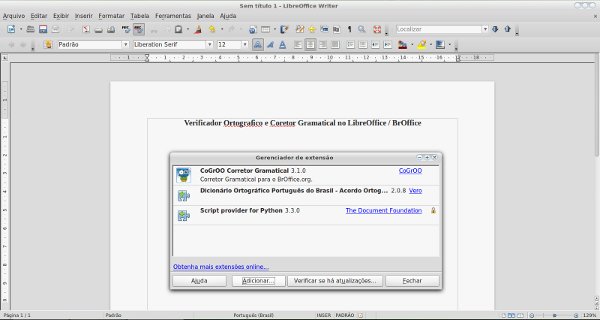 Sem título 1 - LibreOffice Writer
Arquivo Editar Exibir Inserir Formatar Tabela Ferramentas Janela Ajuda
Localizar
Padrão Liberation Serif 12
Verificador Ortografico e Coretor Gramatical no LibreOffice / BrOffice
Gerenciador de extensão
CoGrOO Corretor Gramatical 3.1.0 CoGrOO
Corretor Gramatical para o BrOffice.org.
Dicionário Ortográfico Português do Brasil - Acordo Ortog... 2.0.8 Vero
Script provider for Python 3.3.0 The Document Foundation
Obtenha mais extensões online...
Ajuda Adicionar... Verificar se há atualizações... Fechar
Página 1 / 1 Padrão Português (Brasil) INSER PADRÃO 129%